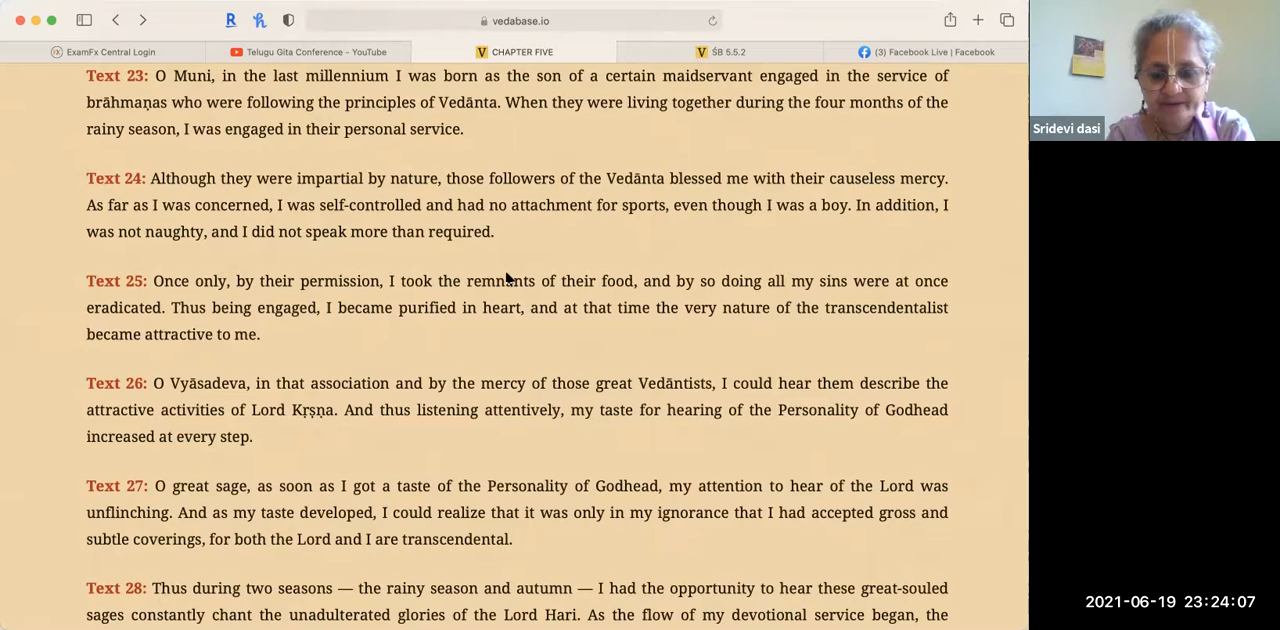 vedabase.io
ExamFx Central Login
Telugu Gita Conference - YouTube
CHAPTER FIVE
ŚB 5.5.2
(3) Facebook Live | Facebook
Text 23: O Muni, in the last millennium I was born as the son of a certain maidservant engaged in the service of
brāhmaṇas who were following the principles of Vedānta. When they were living together during the four months of the
rainy season, I was engaged in their personal service.
Text 24: Although they were impartial by nature, those followers of the Vedānta blessed me with their causeless mercy.
As far as I was concerned, I was self-controlled and had no attachment for sports, even though I was a boy. In addition, I
was not naughty, and I did not speak more than required.
Text 25: Once only, by their permission, I took the remnants of their food, and by so doing all my sins were at once
eradicated. Thus being engaged, I became purified in heart, and at that time the very nature of the transcendentalist
became attractive to me.
Text 26: O Vyāsadeva, in that association and by the mercy of those great Vedāntists, I could hear them describe the
attractive activities of Lord Kṛṣṇa. And thus listening attentively, my taste for hearing of the Personality of Godhead
increased at every step.
Text 27: O great sage, as soon as I got a taste of the Personality of Godhead, my attention to hear of the Lord was
unflinching. And as my taste developed, I could realize that it was only in my ignorance that I had accepted gross and
subtle coverings, for both the Lord and I are transcendental.
Text 28: Thus during two seasons — the rainy season and autumn — I had the opportunity to hear these great-souled
sages constantly chant the unadulterated glories of the Lord Hari. As the flow of my devotional service began, the
Sridevi dasi
2021-06-19 23:24:07